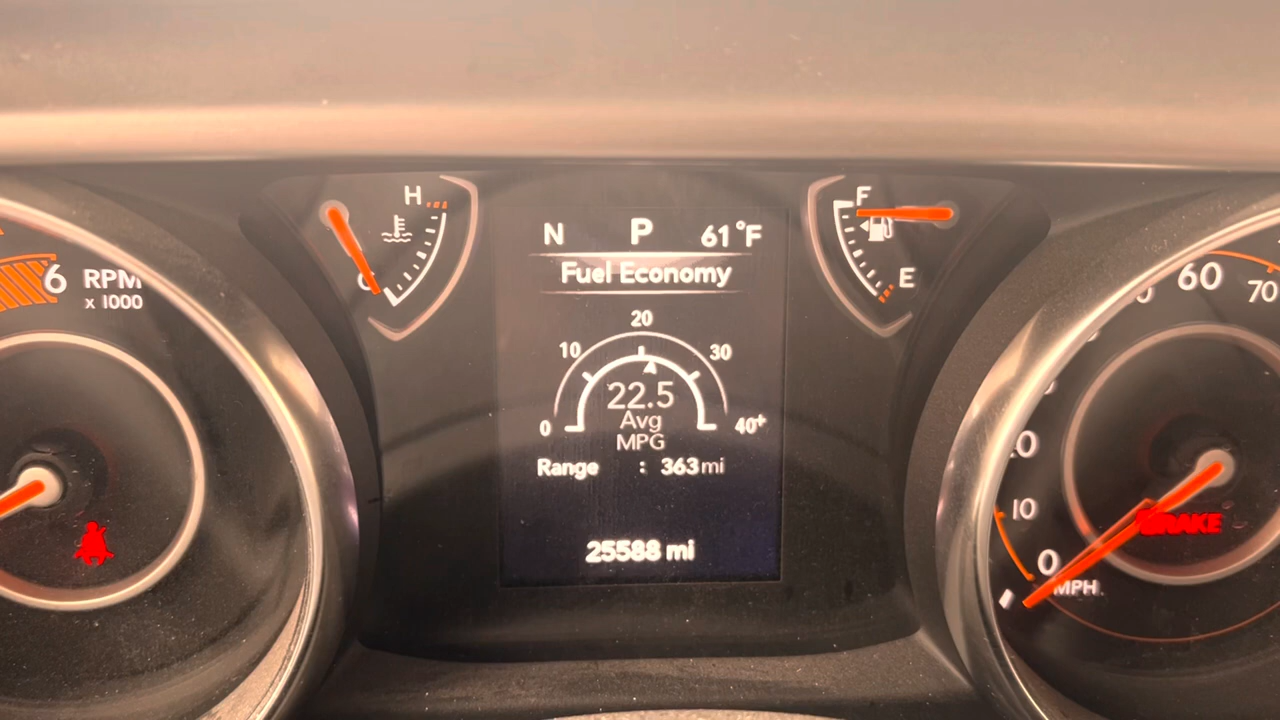 H
F
N P 61°F
Fuel Economy
E
6 RPM
x 1000
60
70
20
10 30
22.5
Avg
0 40+
MPG
Range : 363 mi
10
BRAKE
25588 mi
0
MPH